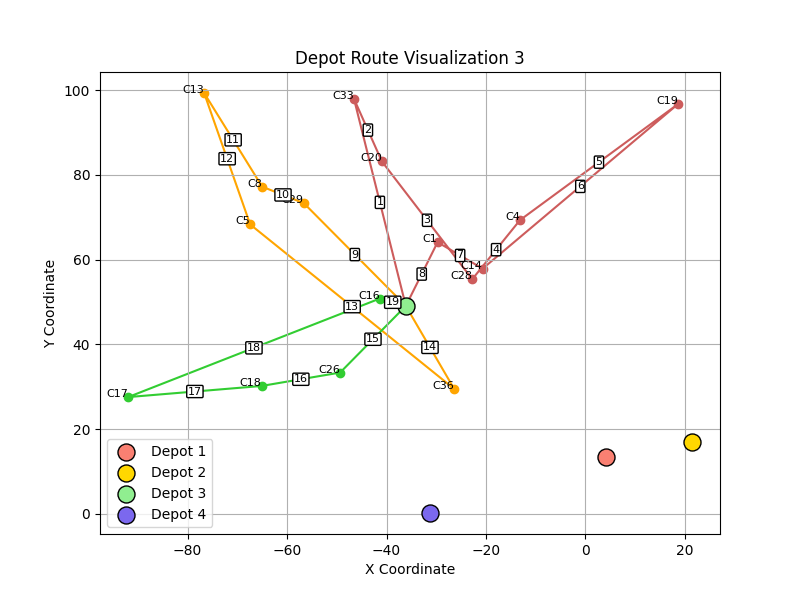 Depot Route Visualization 3
100
80
60
40
20
0
−80
−60
−40
−20
0
20
X Coordinate
Y Coordinate
C13
C33
C19
11
2
12
C20
5
C8
10
C29
6
1
C5
3
C4
C1
4
9
7
C14
8
C28
C16
19
13
15
18
14
C26
16
C36
C18
17
C17
Depot 1
Depot 2
Depot 3
Depot 4